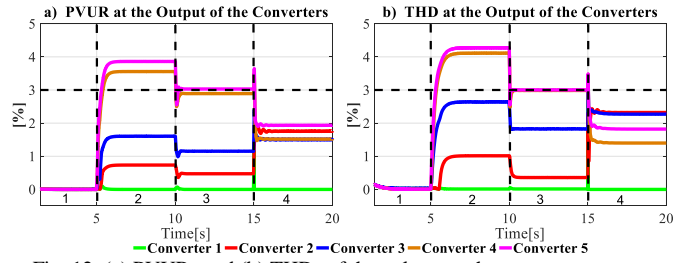 a) PVUR at the Output of the Converters
b) THD at the Output of the Converters
[%]
5
4
3
2
1
0
1 2 3 4
5 10 15 20
Time[s]
[%]
5
4
3
2
1
0
1 2 3 4
5 10 15 20
Time[s]
Converter 1 Converter 2 Converter 3 Converter 4 Converter 5